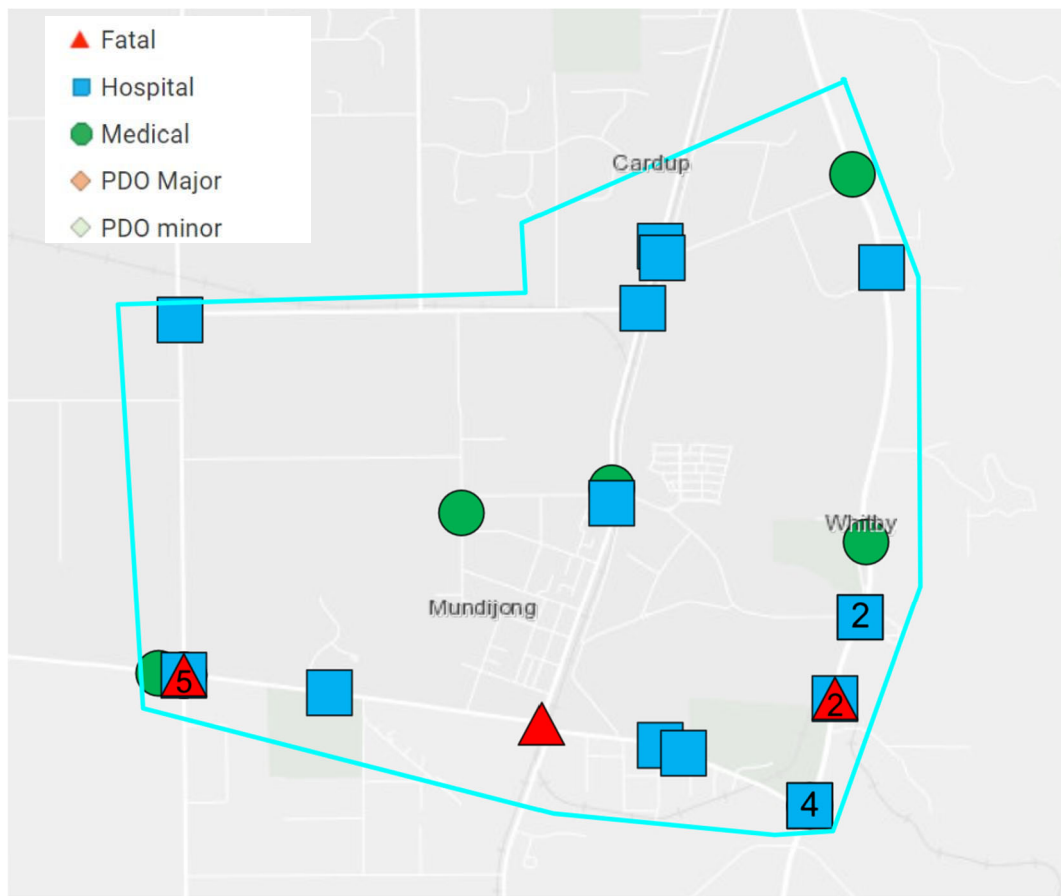 Fatal
Hospital
Medical
PDO Major
PDO minor
Cardup
Whitby
Mundijong
2
5
2
4